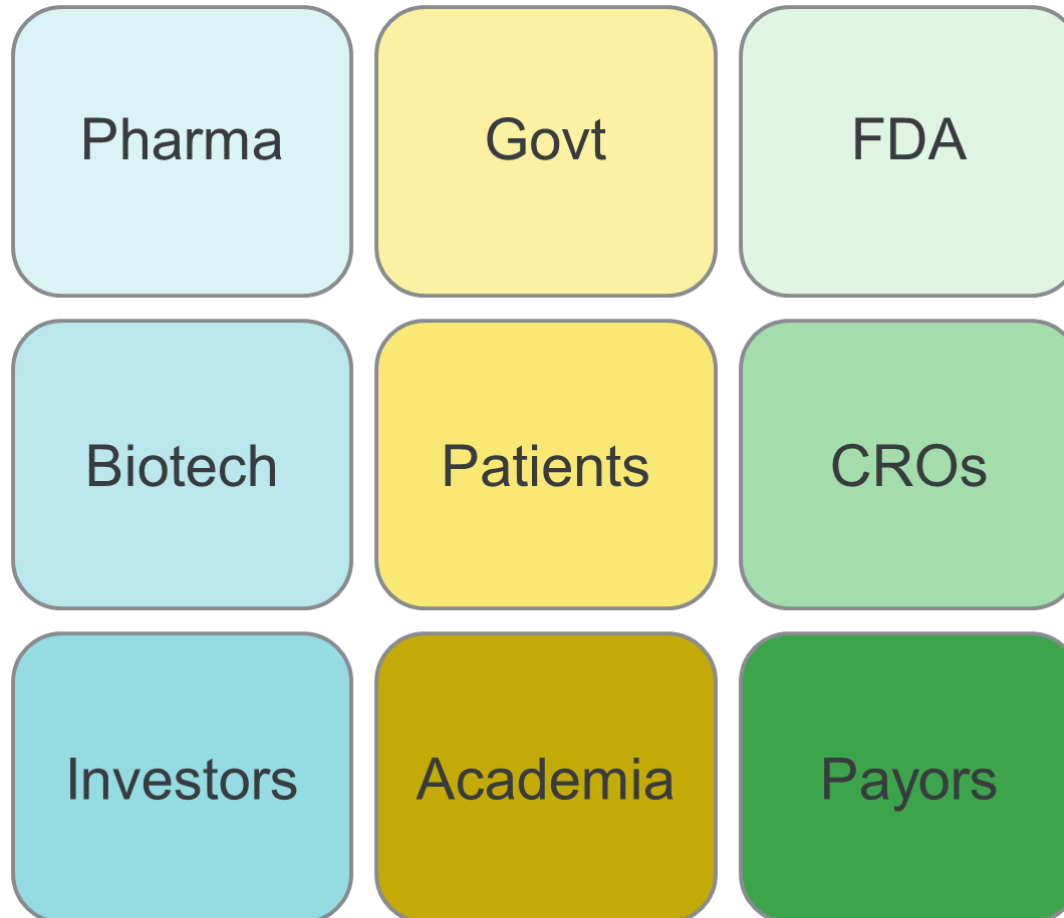 Pharma
Govt
FDA
Biotech
Patients
CROs
Investors
Academia
Payors